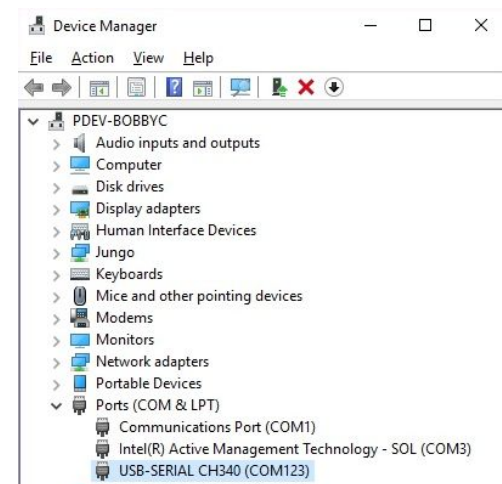 Device Manager
File Action View Help
PDEV-BOBBYC
Audio inputs and outputs
Computer
Disk drives
Display adapters
Human Interface Devices
Jungo
Keyboards
Mice and other pointing devices
Modems
Monitors
Network adapters
Portable Devices
Ports (COM & LPT)
Communications Port (COM1)
Intel(R) Active Management Technology - SOL (COM3)
USB-SERIAL CH340 (COM123)